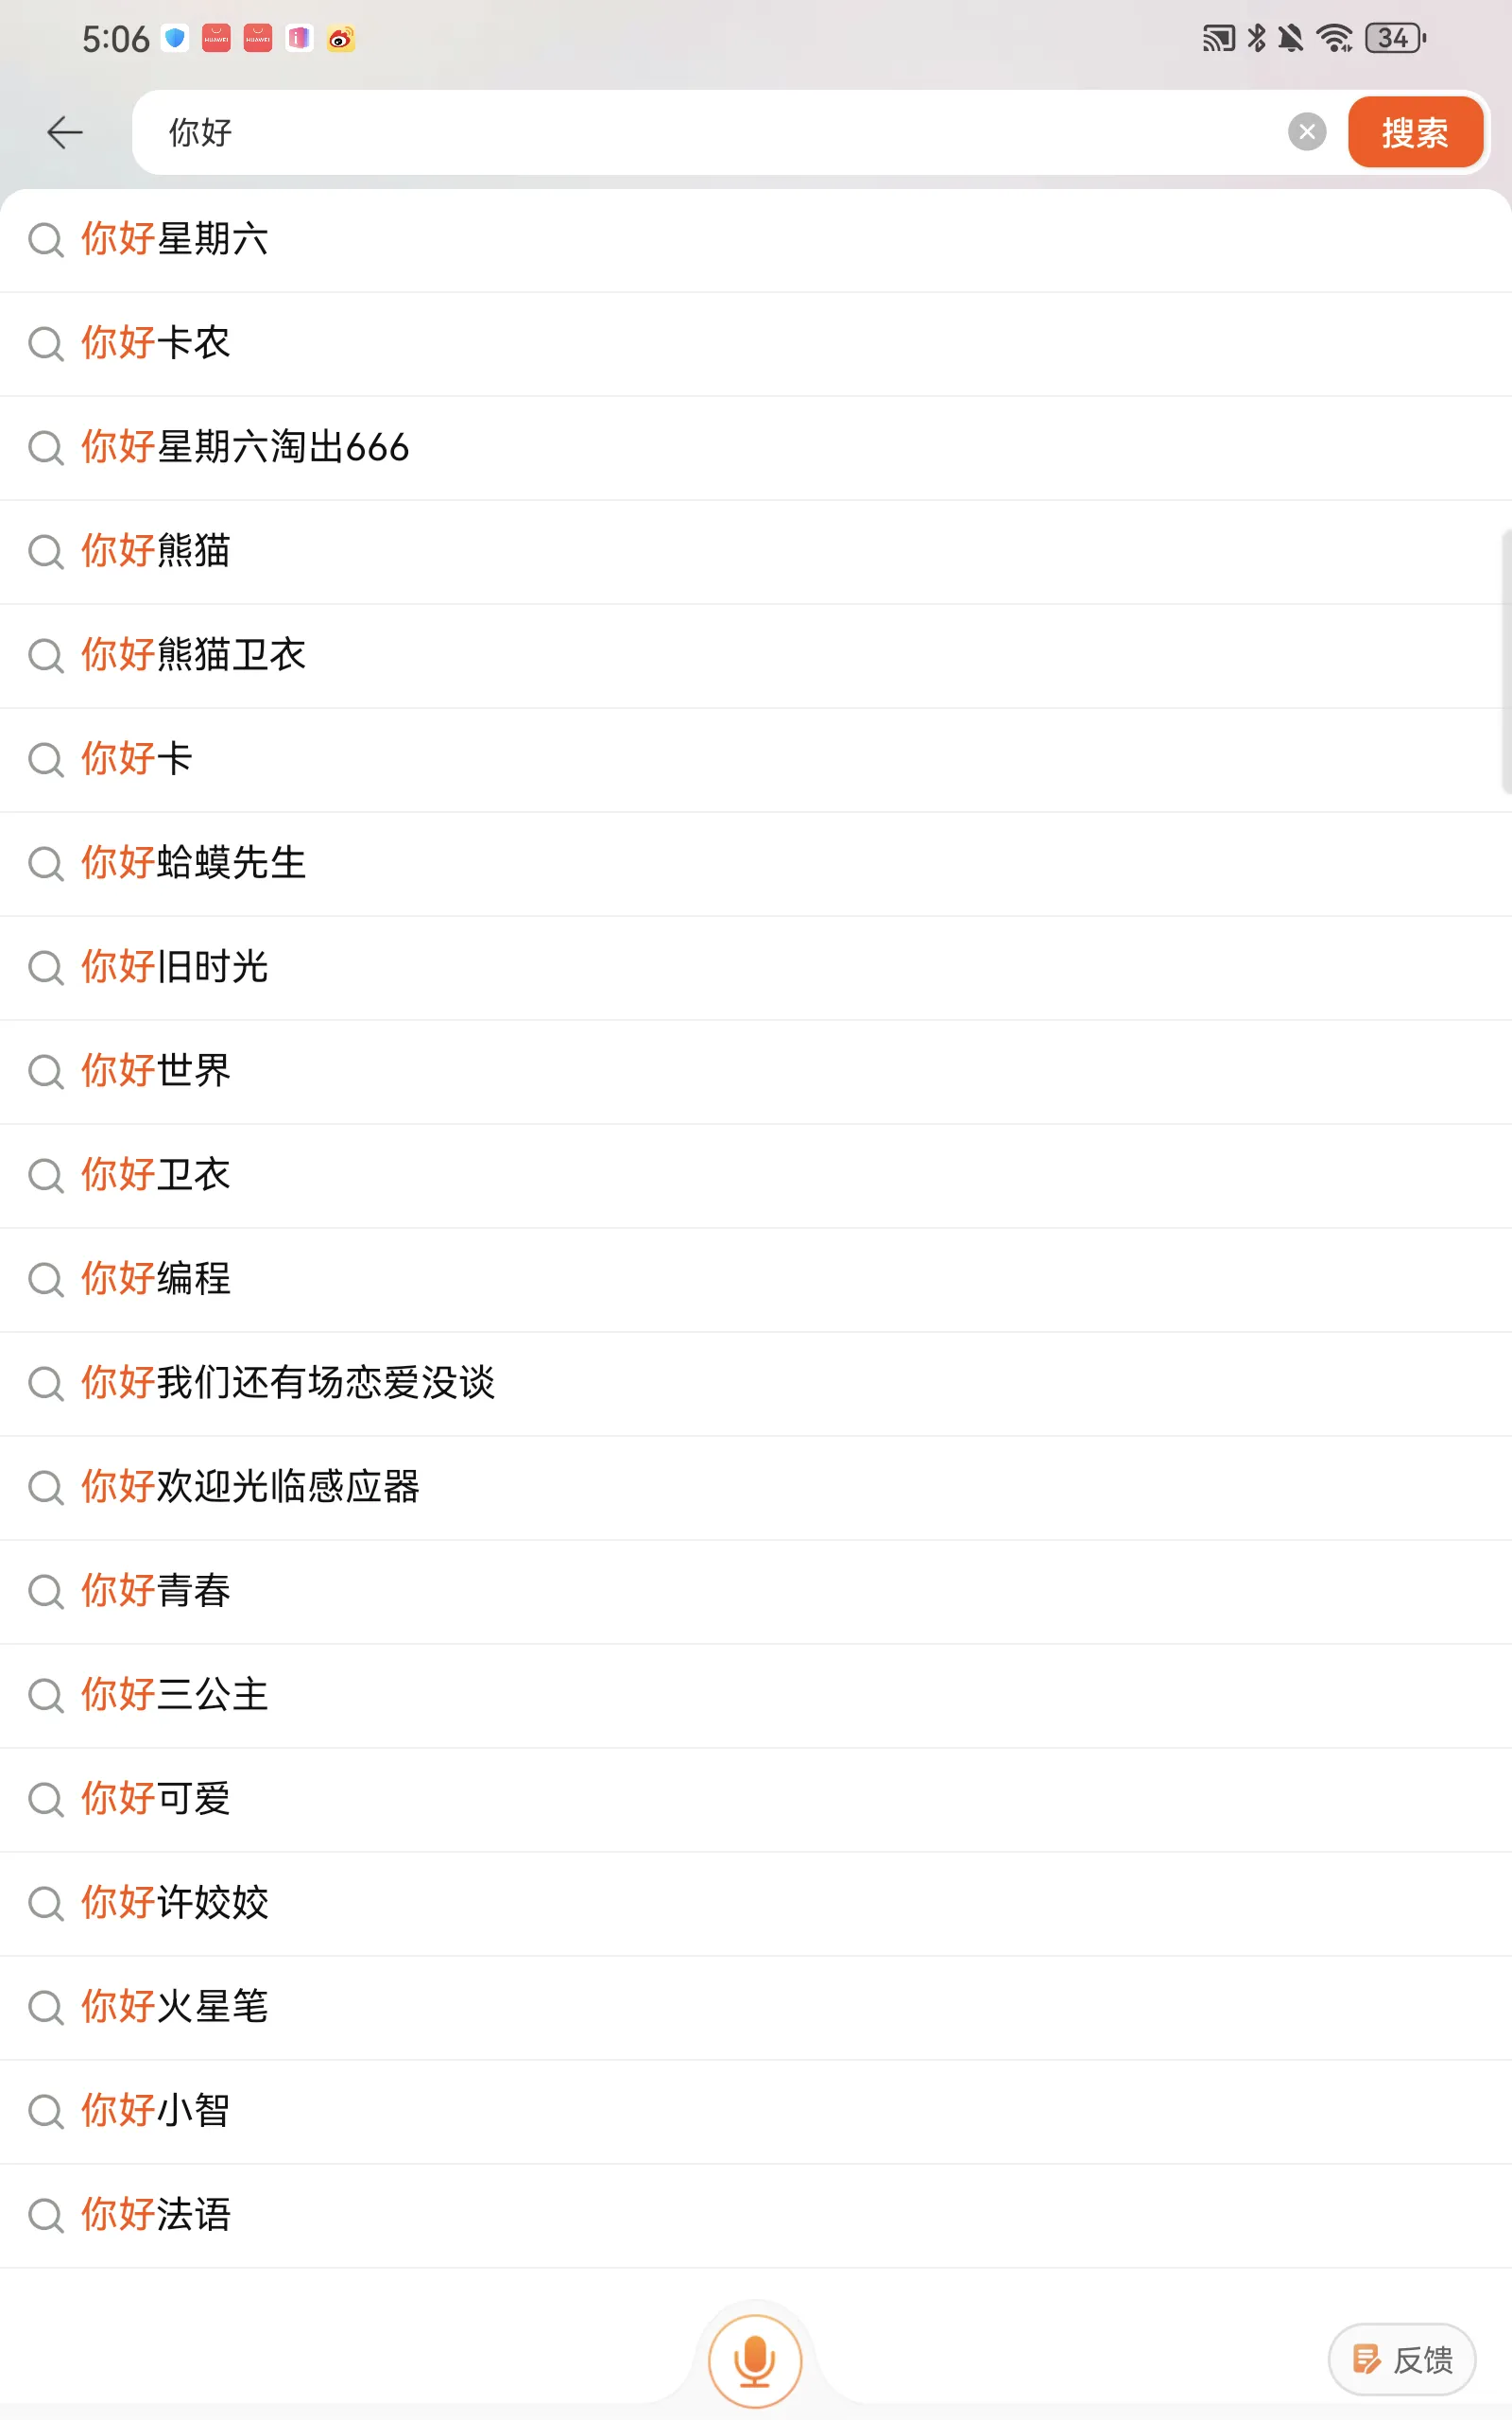 5:06
34
你好
搜索
你好星期六
你好卡农
你好星期六淘出666
你好熊猫
你好熊猫卫衣
你好卡
你好蛤蟆先生
你好旧时光
你好世界
你好卫衣
你好编程
你好我们还有场恋爱没谈
你好欢迎光临感应器
你好青春
你好三公主
你好可爱
你好许姣姣
你好火星笔
你好小智
你好法语
反馈